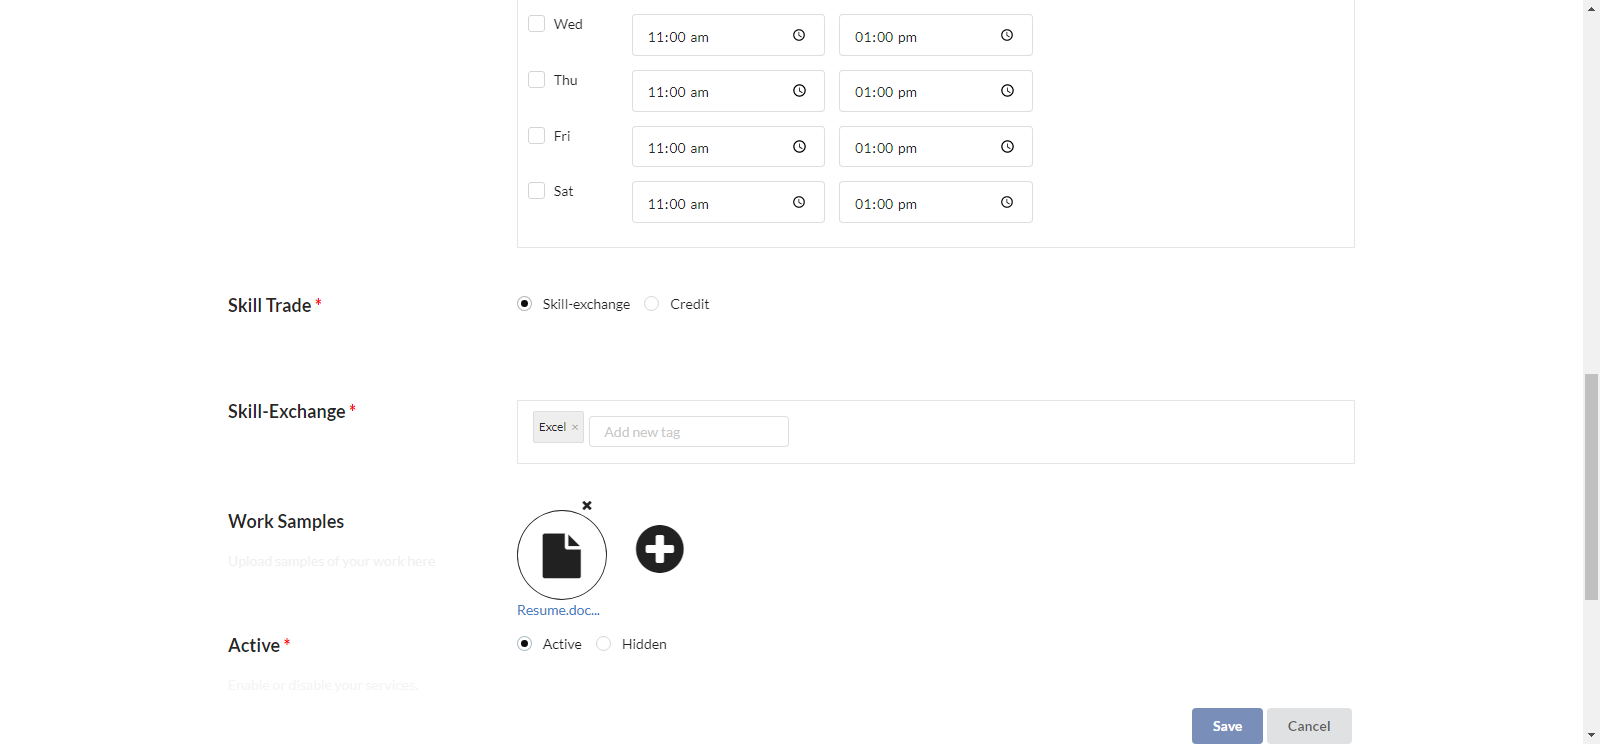 Wed 11:00 am 01:00 pm
Thu 11:00 am 01:00 pm
Fri 11:00 am 01:00 pm
Sat 11:00 am 01:00 pm
Skill Trade * Skill-exchange Credit
Skill-Exchange * Excel × Add new tag
Work Samples
Upload samples of your work here
Resume.doc...
Active * Active Hidden
Enable or disable your services.
Save Cancel